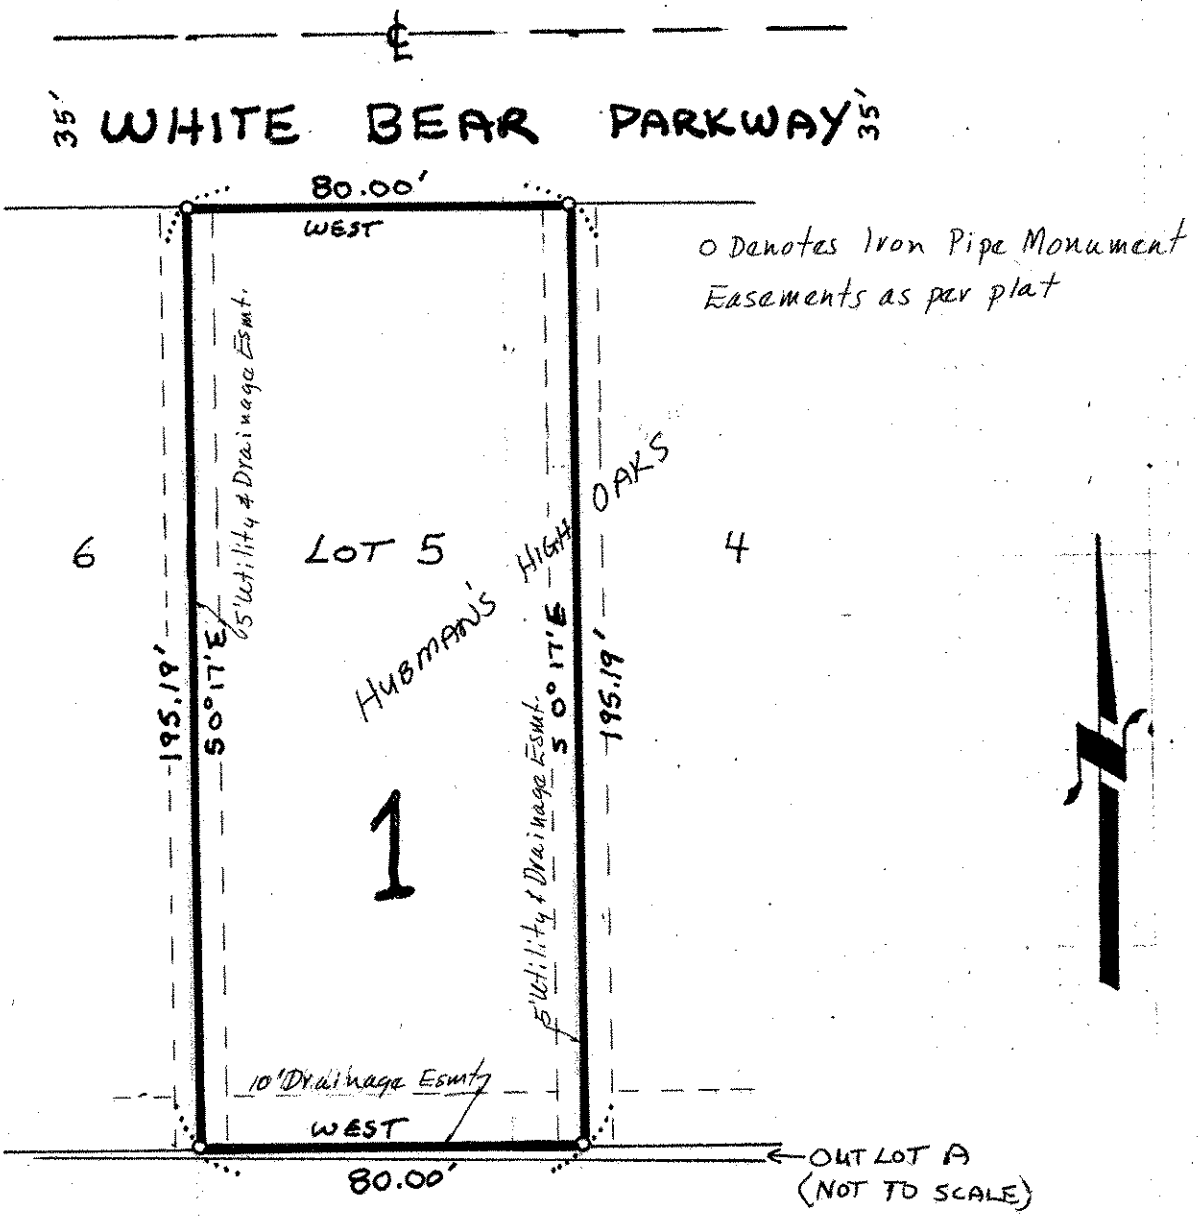 ℄
35' WHITE BEAR PARKWAY 35'
80.00'
WEST
O Denotes Iron Pipe Monument
Easements as per plat
5' Utility & Drainage Esmt.
6
LOT 5
4
HUBMAN'S HIGH OAKS
195.19'
S 0° 17' E
S 0° 17' E
195.19'
1
5' Utility & Drainage Esmt.
N
10' Drainage Esmt.
WEST
80.00'
OUT LOT A
(NOT TO SCALE)